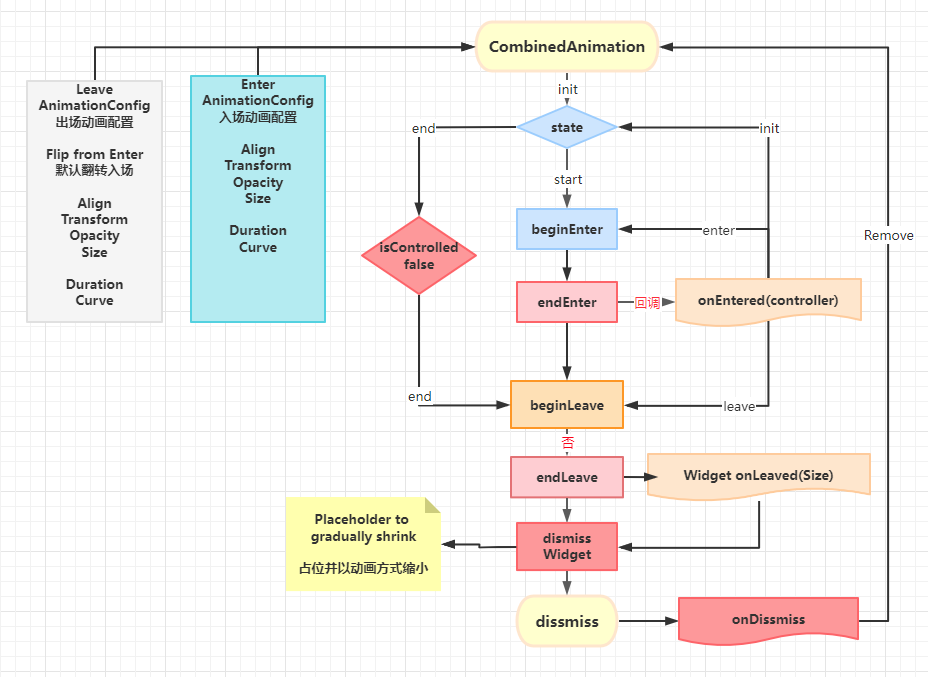 CombinedAnimation
Leave
AnimationConfig
出场动画配置
Flip from Enter
默认翻转入场
Align
Transform
Opacity
Size
Duration
Curve
Enter
AnimationConfig
入场动画配置
Align
Transform
Opacity
Size
Duration
Curve
init
end
state
init
start
beginEnter
enter
Remove
isControlled
false
endEnter
回调
onEntered(controller)
end
beginLeave
leave
否
endLeave
Widget onLeaved(Size)
Placeholder to
gradually shrink
占位并以动画方式缩小
dismiss
Widget
dissmiss
onDissmiss